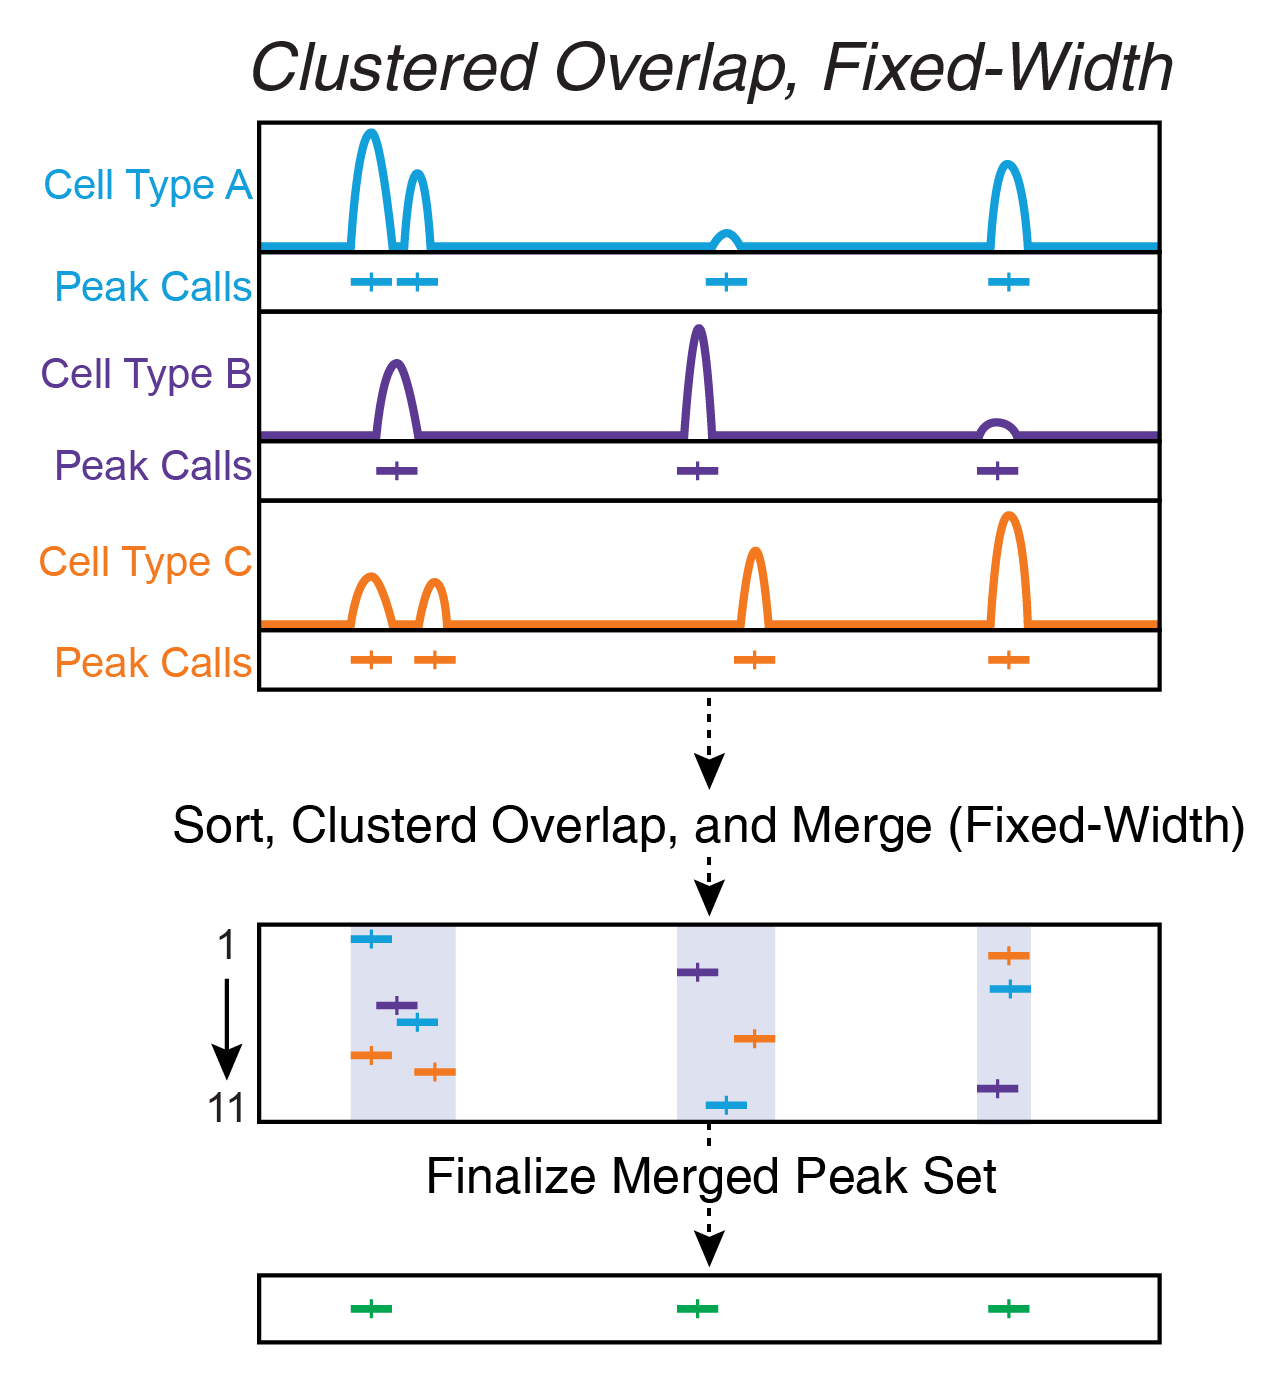 Clustered Overlap, Fixed-Width
Cell Type A
Peak Calls
Cell Type B
Peak Calls
Cell Type C
Peak Calls
Sort, Clusterd Overlap, and Merge (Fixed-Width)
1
11
Finalize Merged Peak Set